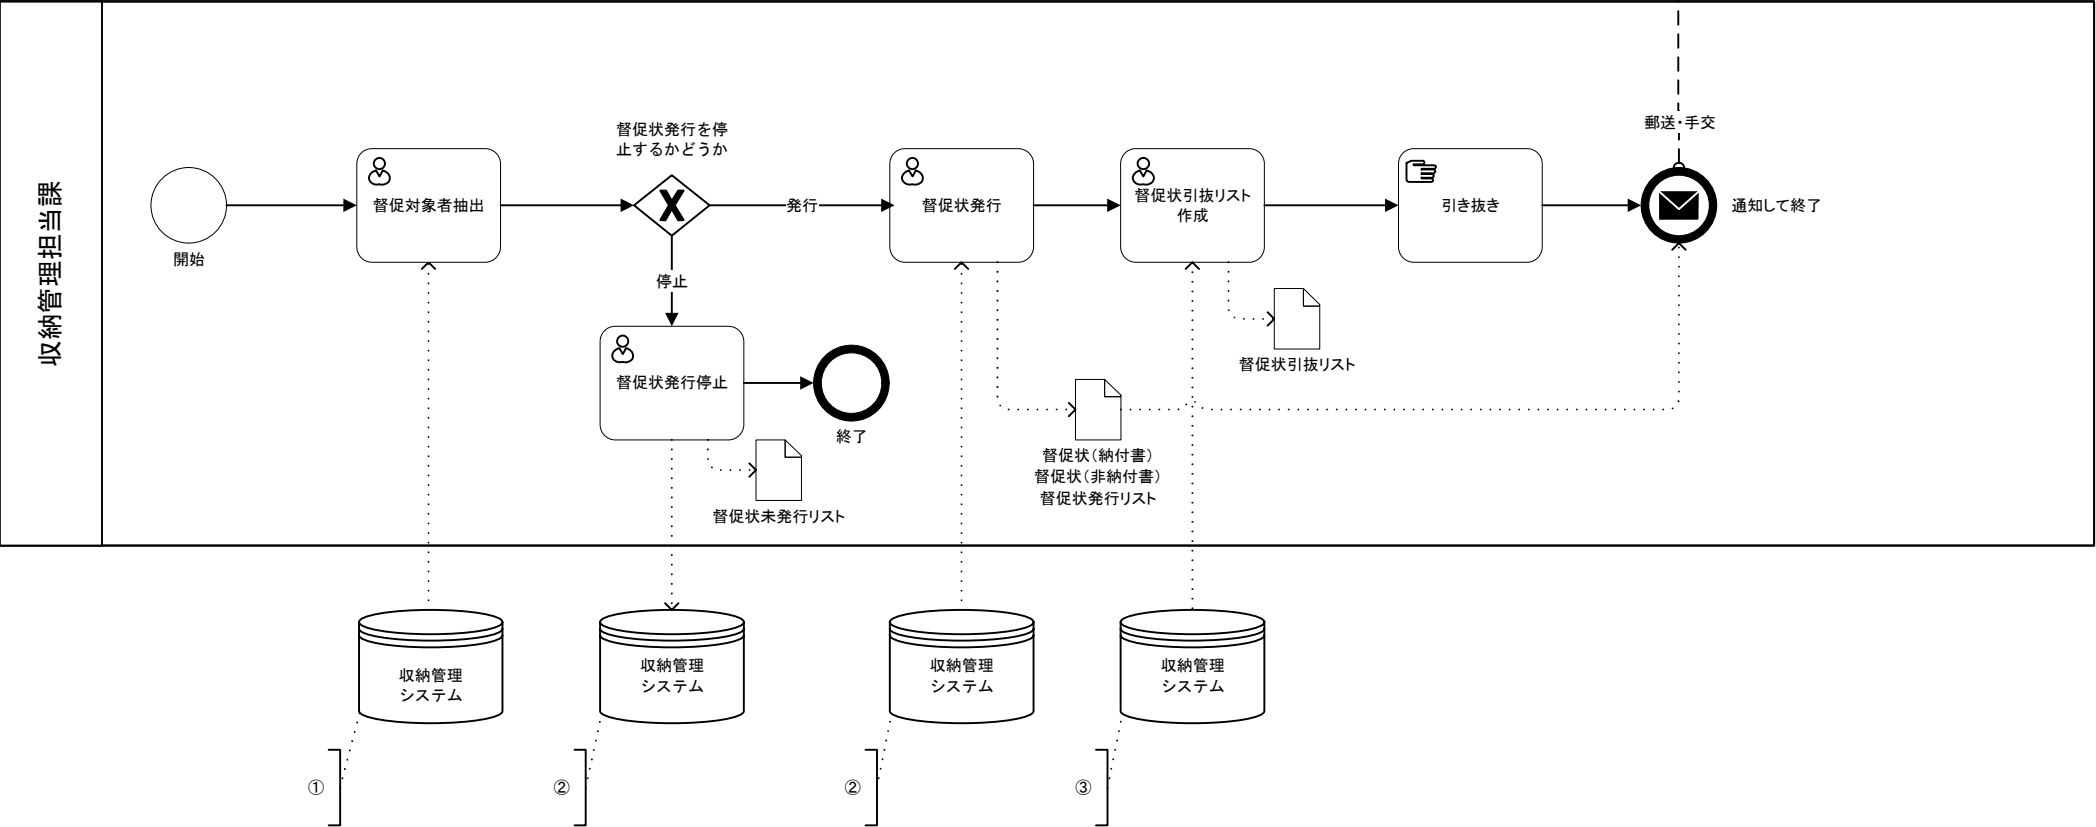 収納管理担当課
開始
督促対象者抽出
督促状発行を停
止するかどうか
発行
停止
督促状発行停止
終了
督促状未発行リスト
督促状発行
督促状(納付書)
督促状(非納付書)
督促状発行リスト
督促状引抜リスト
作成
督促状引抜リスト
引き抜き
郵送・手交
通知して終了
収納管理
システム
収納管理
システム
収納管理
システム
収納管理
システム
①
②
②
③